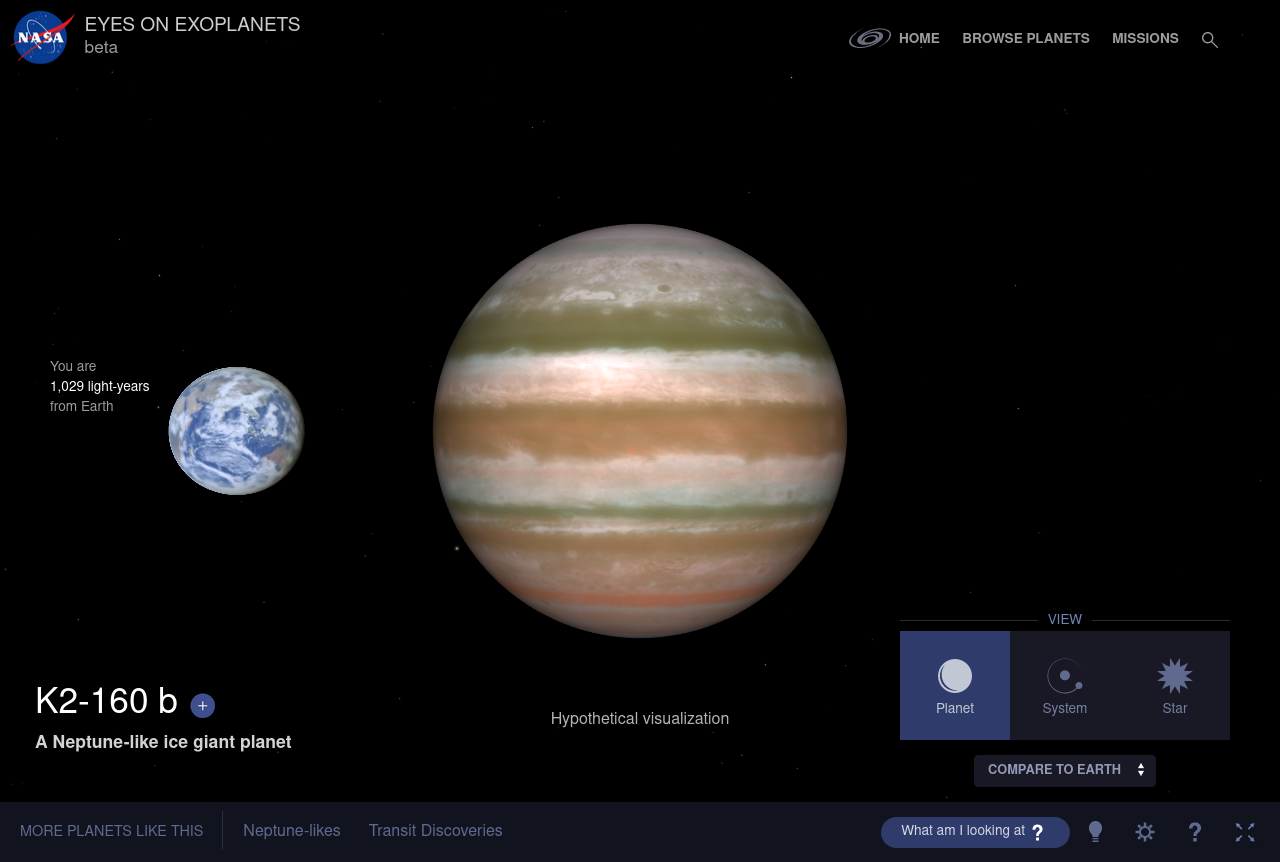 NASA
EYES ON EXOPLANETS
beta
HOME
BROWSE PLANETS
MISSIONS
You are
1,029 light-years
from Earth
VIEW
Planet
System
Star
COMPARE TO EARTH
K2-160 b +
A Neptune-like ice giant planet
Hypothetical visualization
MORE PLANETS LIKE THIS
Neptune-likes
Transit Discoveries
What am I looking at ?
?